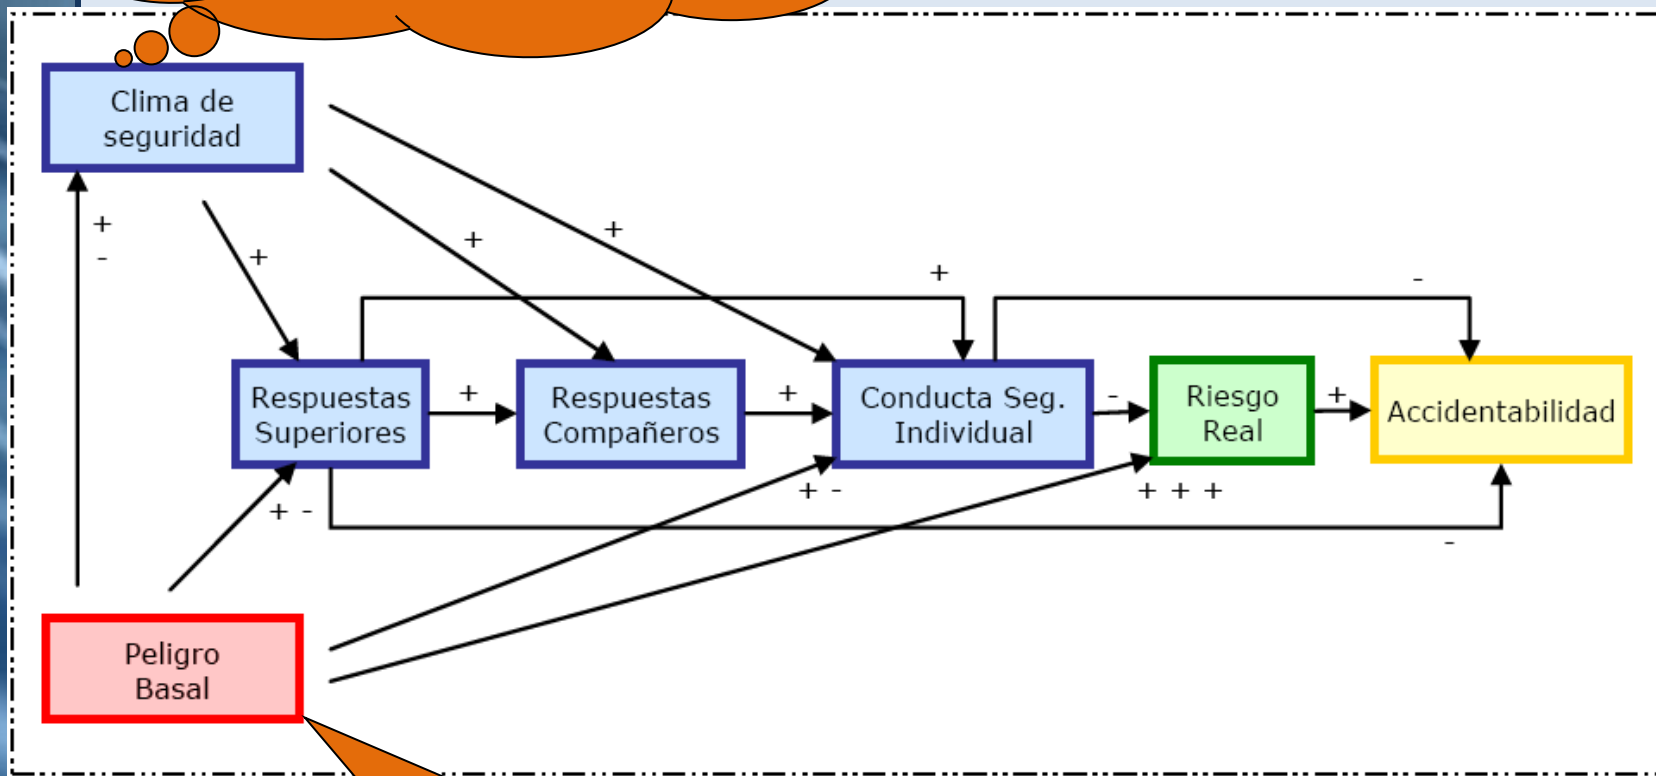 Clima de
seguridad
+
-
+
+
+
+
-
Respuestas
Superiores
+
Respuestas
Compañeros
+
Conducta Seg.
Individual
-
Riesgo
Real
+
Accidentabilidad
+ -
+ -
+ + +
-
Peligro
Basal